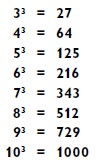 3³ = 27
4³ = 64
5³ = 125
6³ = 216
7³ = 343
8³ = 512
9³ = 729
10³ = 1000